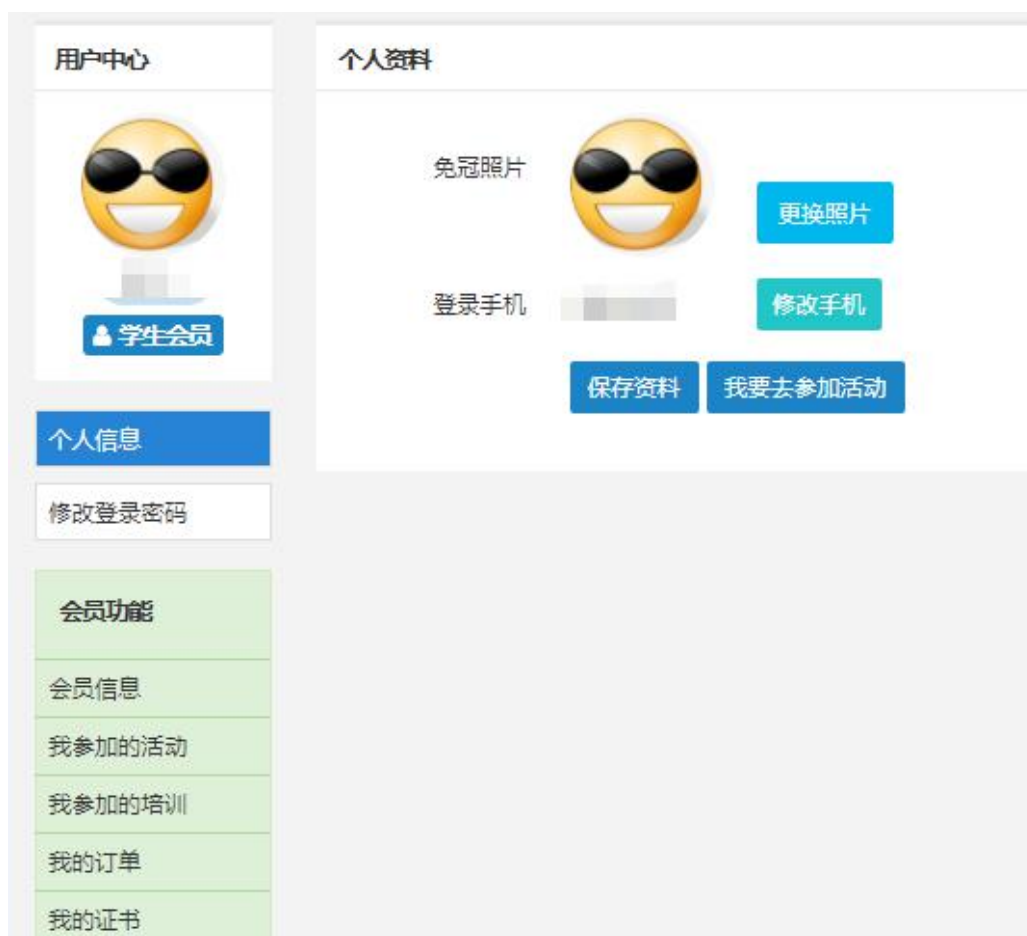 用户中心
学生会员
个人信息
修改登录密码
会员功能
会员信息
我参加的活动
我参加的培训
我的订单
我的证书
个人资料
免冠照片
更换照片
登录手机
修改手机
保存资料 我要去参加活动